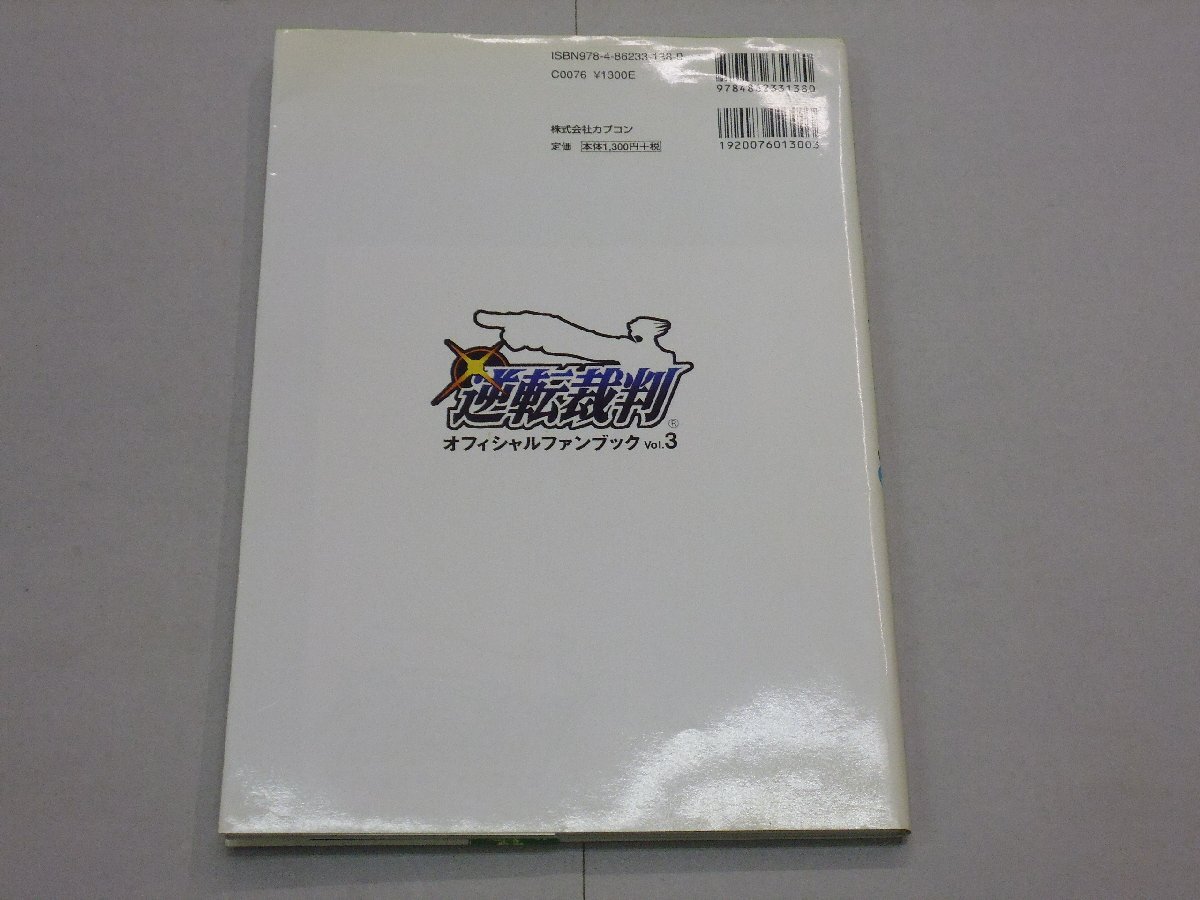 ISBN978-4-86233-138-0
C0076 ¥1300E
9784862331380
株式会社カプコン
定価 本体1,300円+税
1920076013003
逆転裁判®
オフィシャルファンブック Vol.3